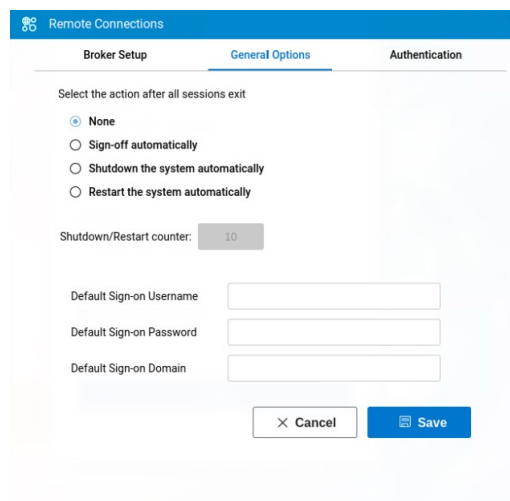 Remote Connections
Broker Setup General Options Authentication
Select the action after all sessions exit
None
Sign-off automatically
Shutdown the system automatically
Restart the system automatically
Shutdown/Restart counter: 10
Default Sign-on Username
Default Sign-on Password
Default Sign-on Domain
Cancel Save